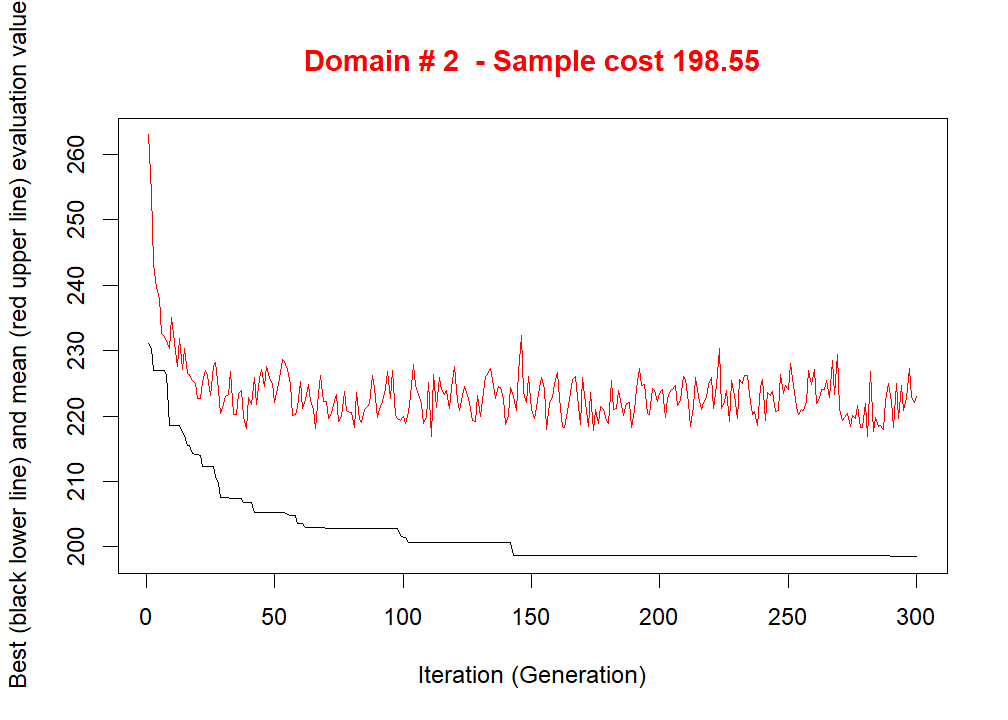 Domain # 2  - Sample cost 198.55
Best (black lower line) and mean (red upper line) evaluation value
260
250
240
230
220
210
200
0 50 100 150 200 250 300
Iteration (Generation)